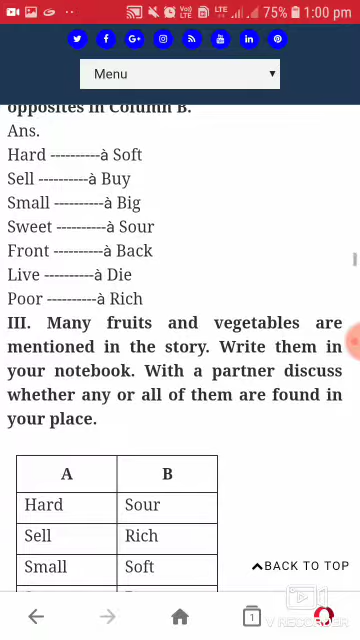 75% 1:00 pm
Menu
opposites in Column B.
Ans.
Hard ----------à Soft
Sell -----------à Buy
Small ----------à Big
Sweet ----------à Sour
Front ----------à Back
Live ----------à Die
Poor ----------à Rich
III. Many fruits and vegetables are
mentioned in the story. Write them in
your notebook. With a partner discuss
whether any or all of them are found in
your place.
A B
Hard Sour
Sell Rich
Small Soft
BACK TO TOP
1